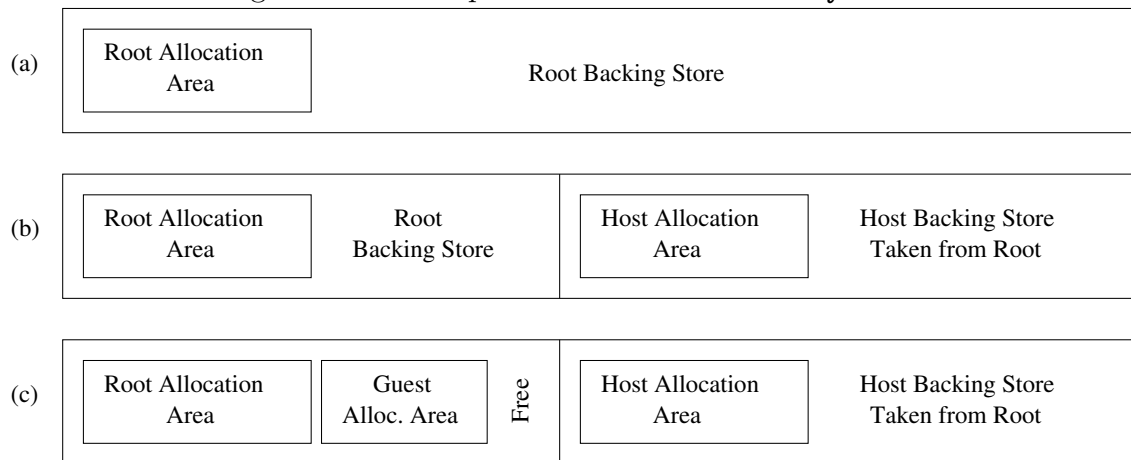 (a)
Root Allocation
Area
Root Backing Store
(b)
Root Allocation
Area
Root
Backing Store
Host Allocation
Area
Host Backing Store
Taken from Root
(c)
Root Allocation
Area
Guest
Alloc. Area
Free
Host Allocation
Area
Host Backing Store
Taken from Root